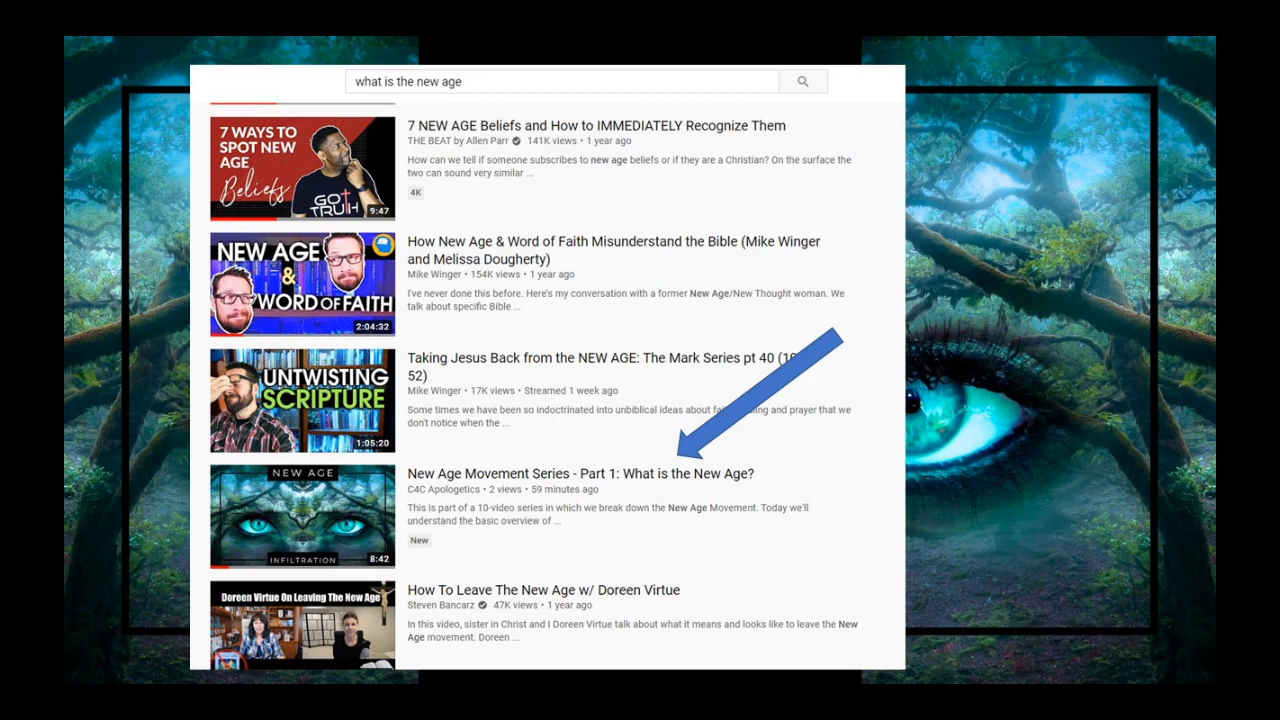 what is the new age
7 WAYS TO
SPOT NEW
AGE
Beliefs
GOT
TRUTH
9:47
7 NEW AGE Beliefs and How to IMMEDIATELY Recognize Them
THE BEAT by Allen Parr 141K views • 1 year ago
How can we tell if someone subscribes to new age beliefs or if they are a Christian? On the surface the
two can sound very similar ...
4K
NEW AGE
&
WORD OF FAITH
2:04:32
How New Age & Word of Faith Misunderstand the Bible (Mike Winger
and Melissa Dougherty)
Mike Winger • 154K views • 1 year ago
I've never done this before. Here's my conversation with a former New Age/New Thought woman. We
talk about specific Bible ...
UNTWISTING
SCRIPTURE
1:05:20
Taking Jesus Back from the NEW AGE: The Mark Series pt 40
52)
Mike Winger • 17K views • Streamed 1 week ago
Some times we have been so indoctrinated into unbiblical ideas about and prayer that we
don't notice when the ...
NEW AGE
INFILTRATION
8:42
New Age Movement Series - Part 1: What is the New Age?
C4C Apologetics • 2 views • 59 minutes ago
This is part of a 10-video series in which we break down the New Age Movement. Today we'll
understand the basic overview of ...
New
Doreen Virtue On Leaving The New Age
How To Leave The New Age w/ Doreen Virtue
Steven Bancarz 47K views • 1 year ago
In this video, sister in Christ and I Doreen Virtue talk about what it means and looks like to leave the New
Age movement. Doreen ...